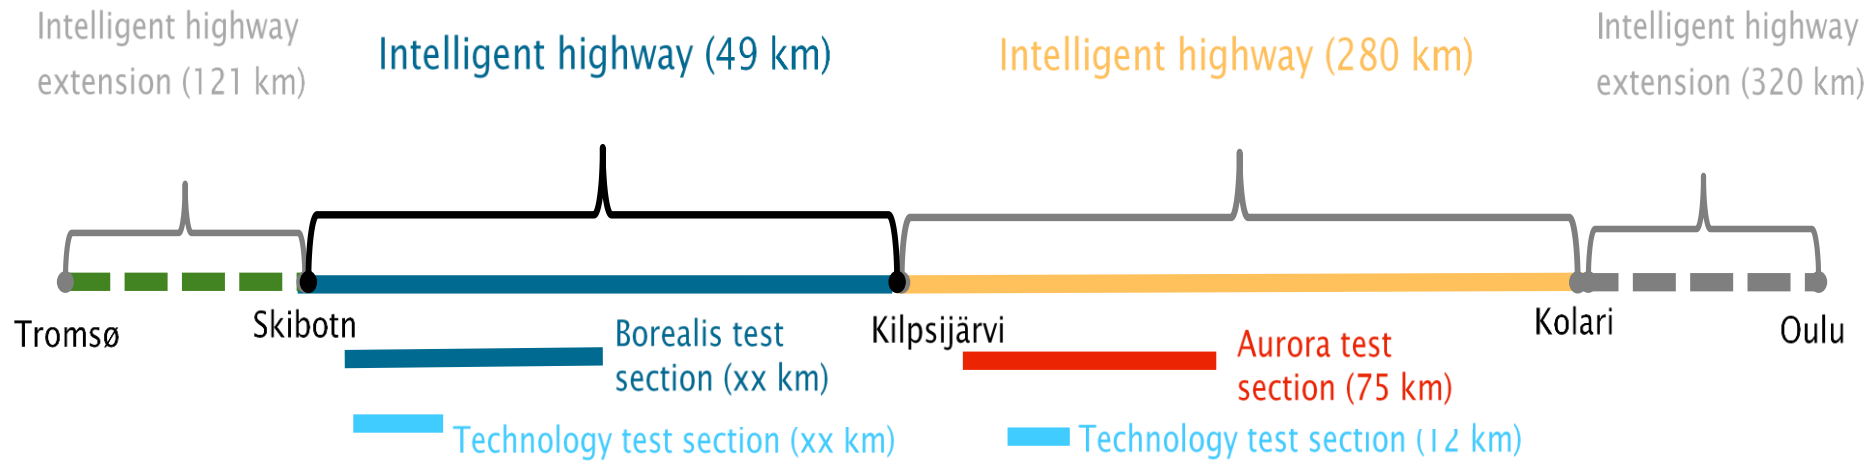 Intelligent highway
extension (121 km)
Intelligent highway (49 km)
Intelligent highway (280 km)
Intelligent highway
extension (320 km)
Tromsø
Skibotn
Kilpsijärvi
Kolari
Oulu
Borealis test
section (xx km)
Technology test section (xx km)
Aurora test
section (75 km)
Technology test section (12 km)